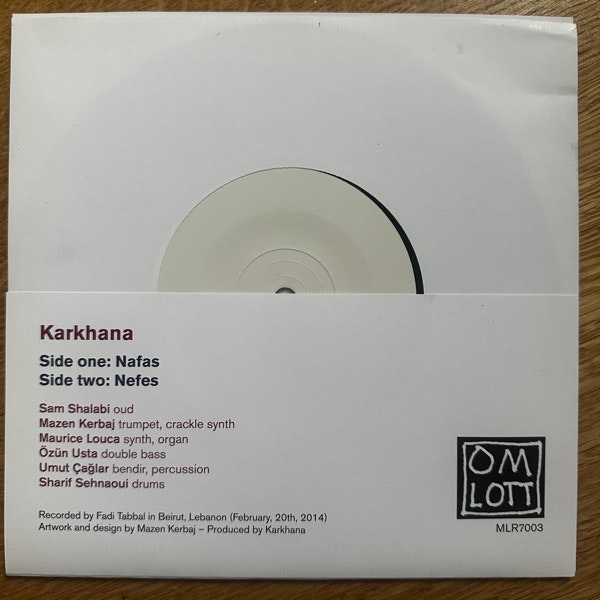 Karkhana
Side one: Nafas
Side two: Nefes
Sam Shalabi oud
Mazen Kerbaj trumpet, crackle synth
Maurice Louca synth, organ
Özün Usta double bass
Umut Çağlar bendir, percussion
Sharif Sehnaoui drums
Recorded by Fadi Tabbal in Beirut, Lebanon (February, 20th, 2014)
Artwork and design by Mazen Kerbaj – Produced by Karkhana
OM
LOTT
MLR7003